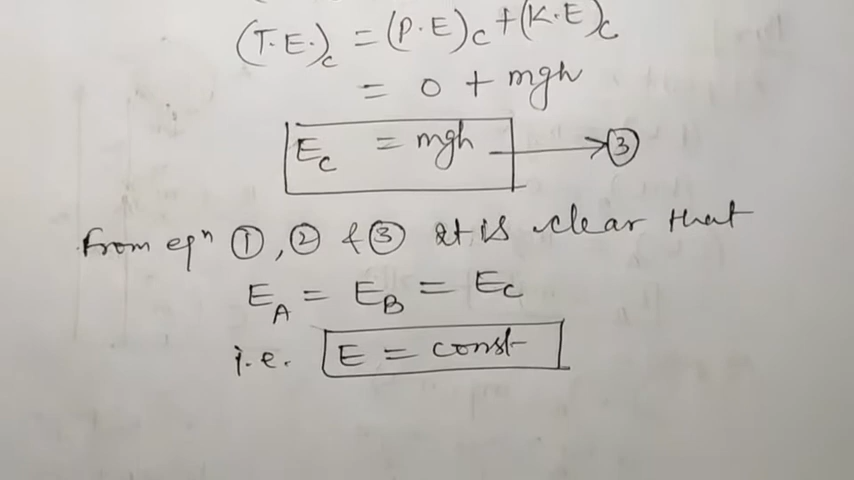 (T.E.)c = (P.E)c + (K.E)c
= 0 + mgh
Ec = mgh → ③
from eqⁿ ①, ② & ③ it is clear that
EA = EB = Ec
i.e. E = const